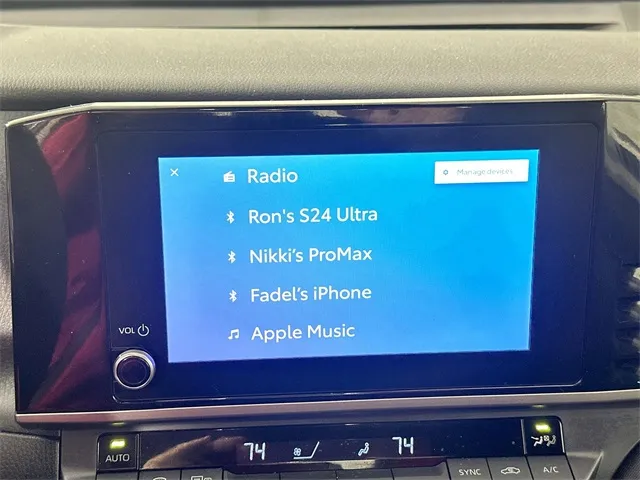 Radio
Manage devices
Ron's S24 Ultra
Nikki's ProMax
Fadel's iPhone
Apple Music
VOL
74
74
AUTO
SYNC
A/C